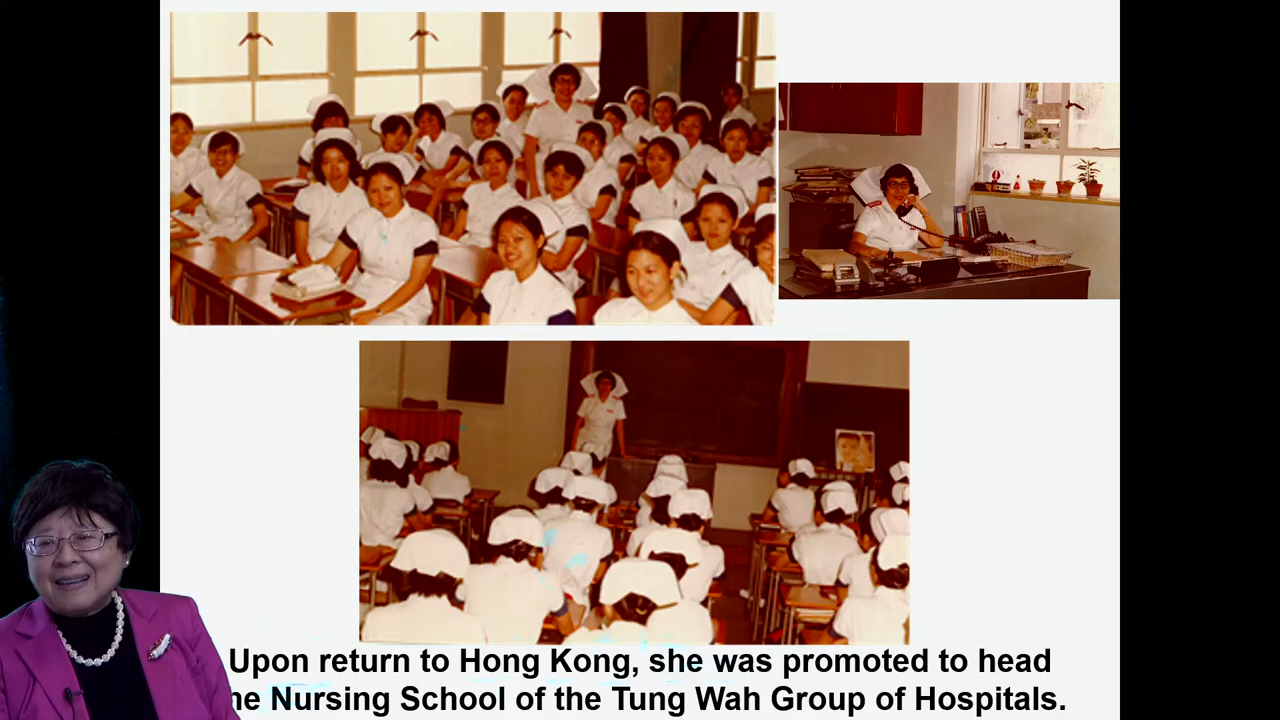 Upon return to Hong Kong, she was promoted to head
he Nursing School of the Tung Wah Group of Hospitals.